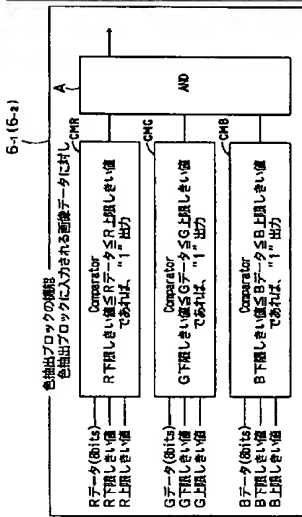 6-1(6-2)
色抽出ブロックの機能
色抽出ブロックに入力される画像データに対し
CMR
Rデータ(8bits)
R下限しきい値
R上限しきい値
Comparator
R下限しきい値≦Rデータ≦R上限しきい値
であれば、"1"出力
CMG
Gデータ(8bits)
G下限しきい値
G上限しきい値
Comparator
G下限しきい値≦Gデータ≦G上限しきい値
であれば、"1"出力
CMB
Bデータ(8bits)
B下限しきい値
B上限しきい値
Comparator
B下限しきい値≦Bデータ≦B上限しきい値
であれば、"1"出力
A
AND